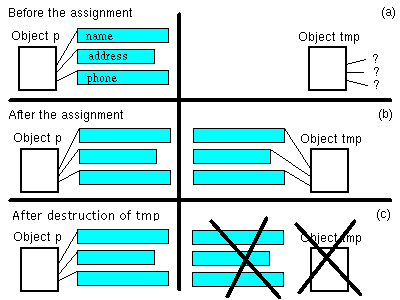 Before the assignment
(a)
Object p
name
address
phone
Object tmp
?
?
?
After the assignment
(b)
Object p
Object tmp
After destruction of tmp
(c)
Object p
Object tmp